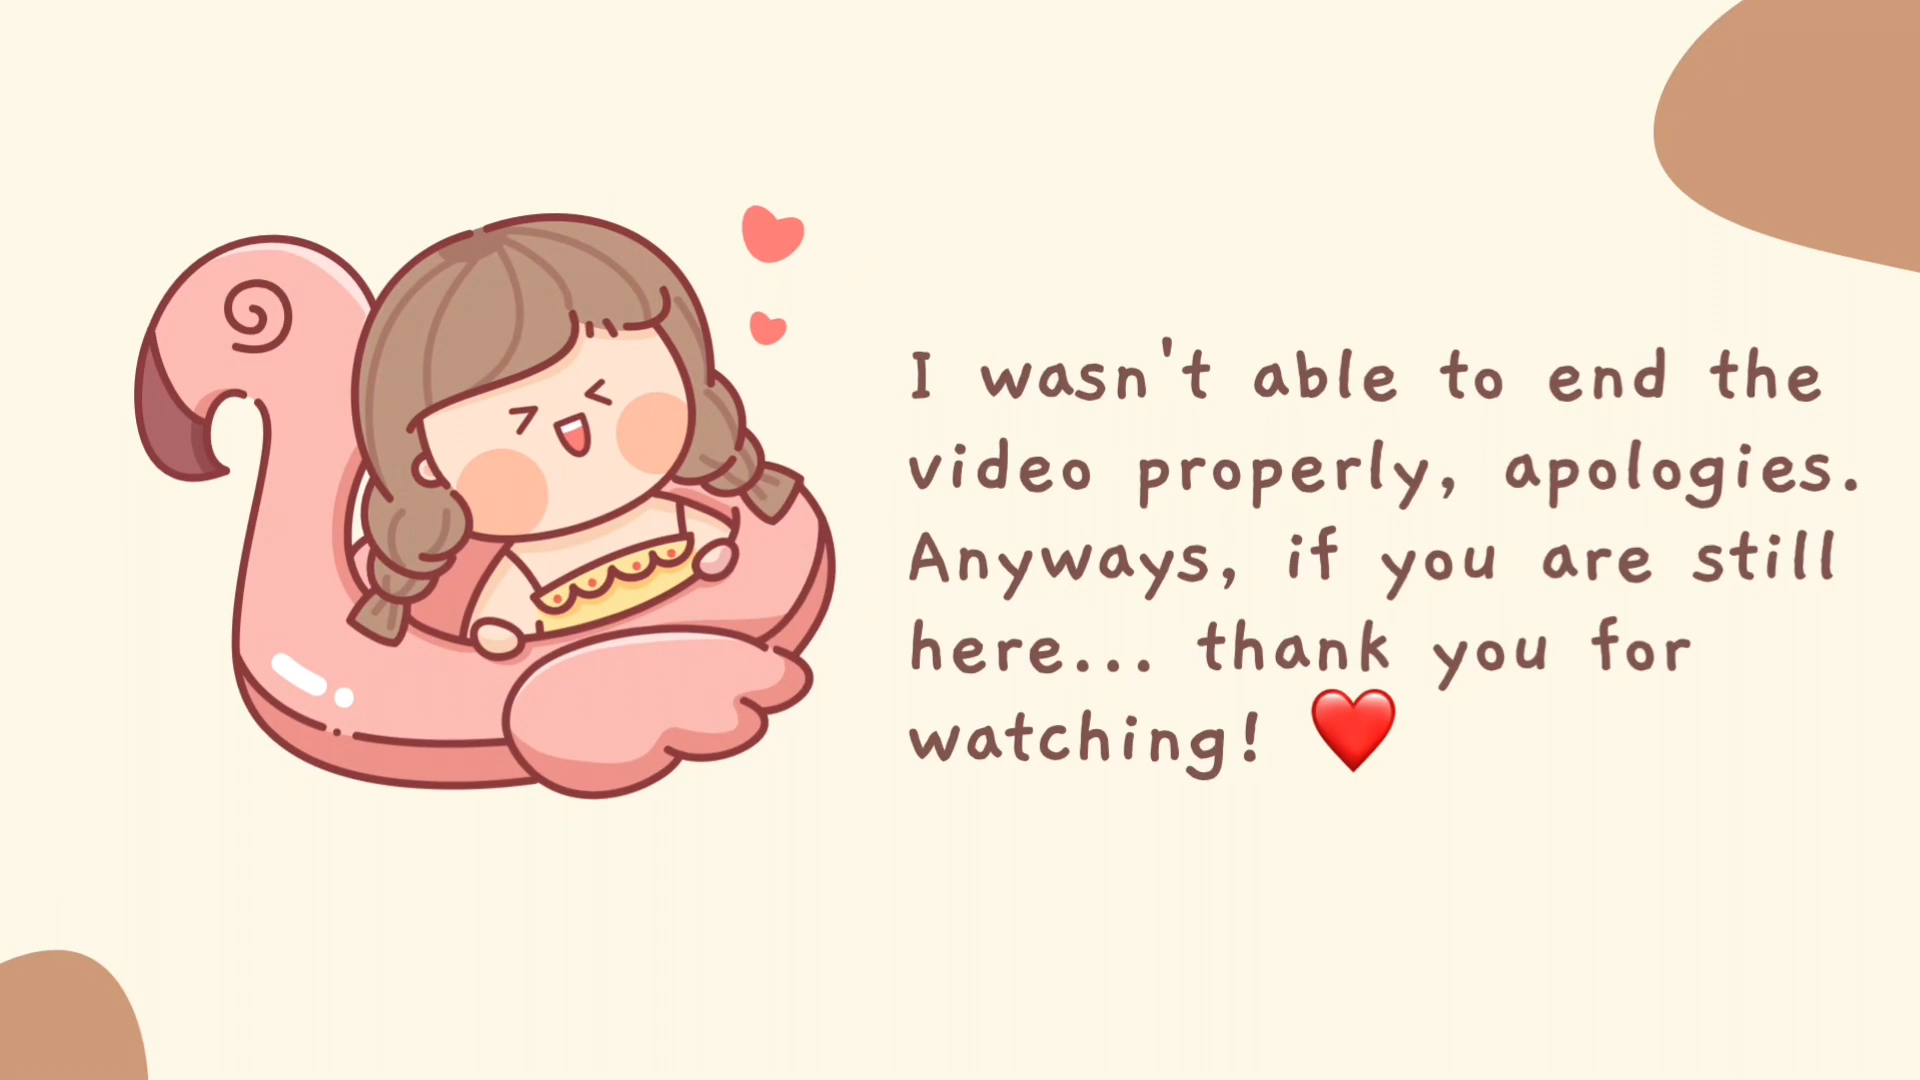 I wasn't able to end the
video properly, apologies.
Anyways, if you are still
here... thank you for
watching! ❤️